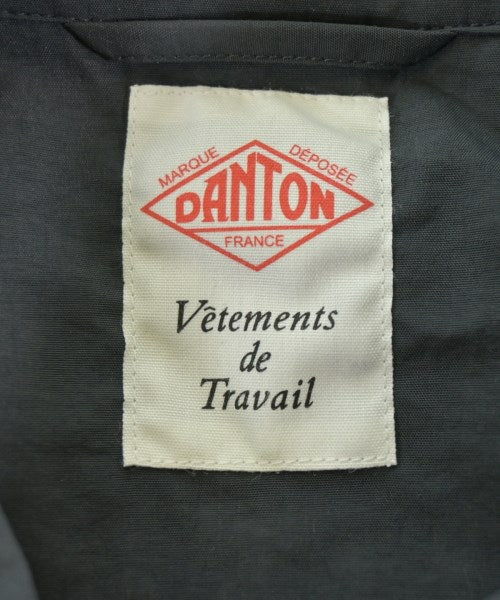 MARQUE DÉPOSÉE
DANTON
FRANCE
Vêtements
de
Travail